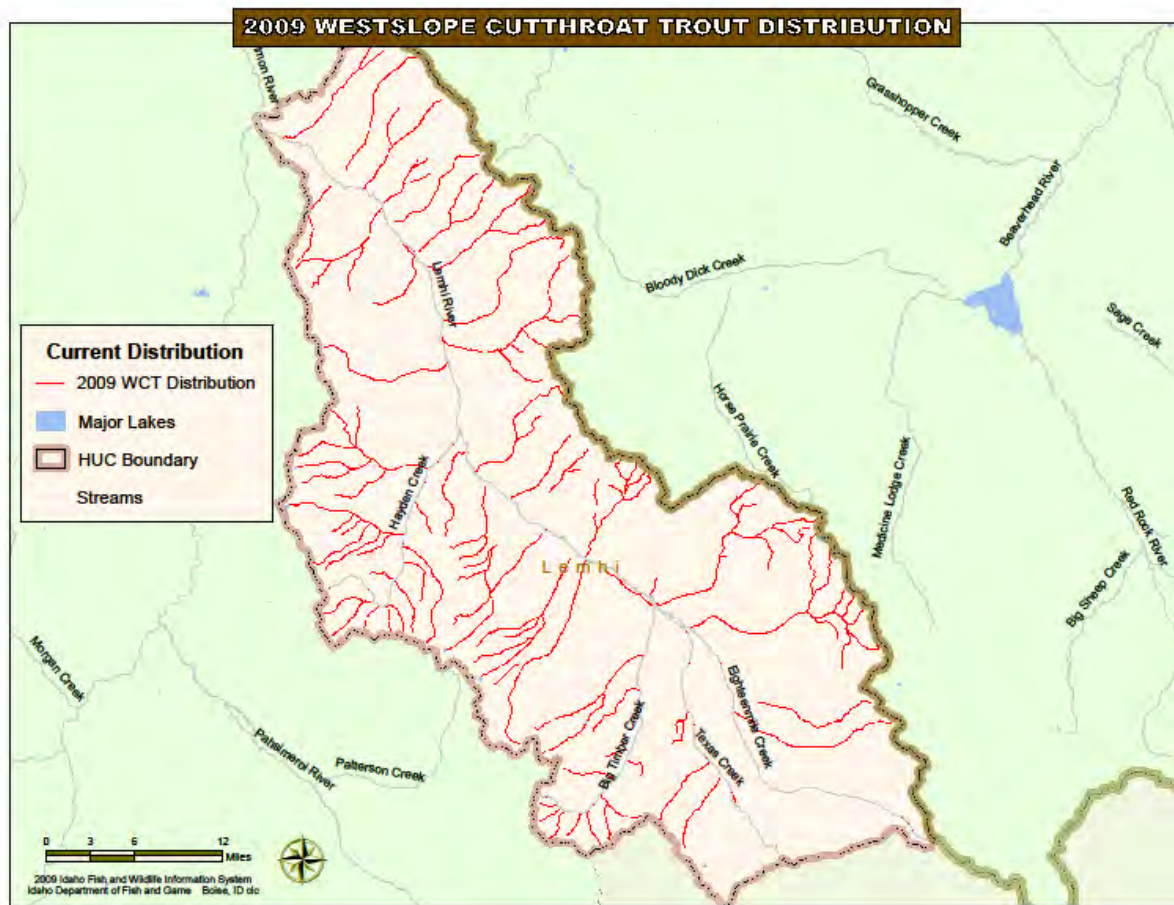 2009 WESTSLOPE CUTTHROAT TROUT DISTRIBUTION
Grasshopper Creek
Beaverhead River
Bloody Dick Creek
Lemhi River
Sage Creek
Current Distribution
2009 WCT Distribution
Major Lakes
HUC Boundary
Streams
Horse Prairie Creek
Medicine Lodge Creek
Hayden Creek
Red Rock River
Lemhi
Big Sheep Creek
Morgan Creek
Eighteenmile Creek
Big Timber Creek
Texas Creek
Pahsimeroi River
Patterson Creek
0 3 6 12
Miles
2009 Idaho Fish and Wildlife Information System
Idaho Department of Fish and Game Boise, ID clc